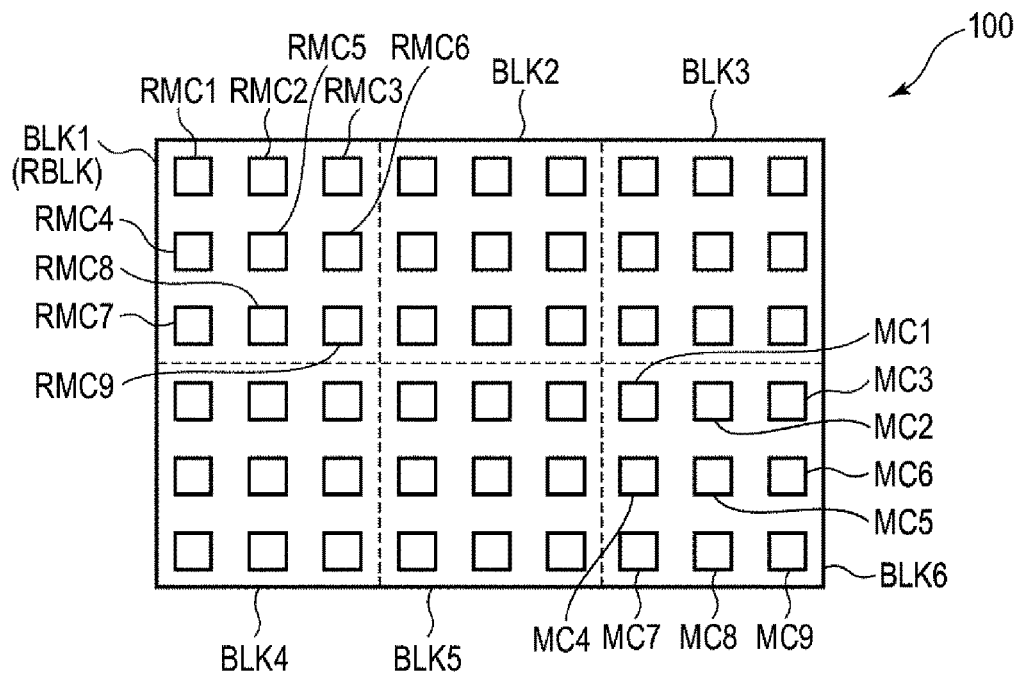 100
RMC5 RMC6
BLK2 BLK3
RMC1 RMC2 RMC3
BLK1
(RBLK)
RMC4
RMC8
RMC7
RMC9
MC1
MC3
MC2
MC6
MC5
BLK6
BLK4 BLK5 MC4 MC7 MC8 MC9